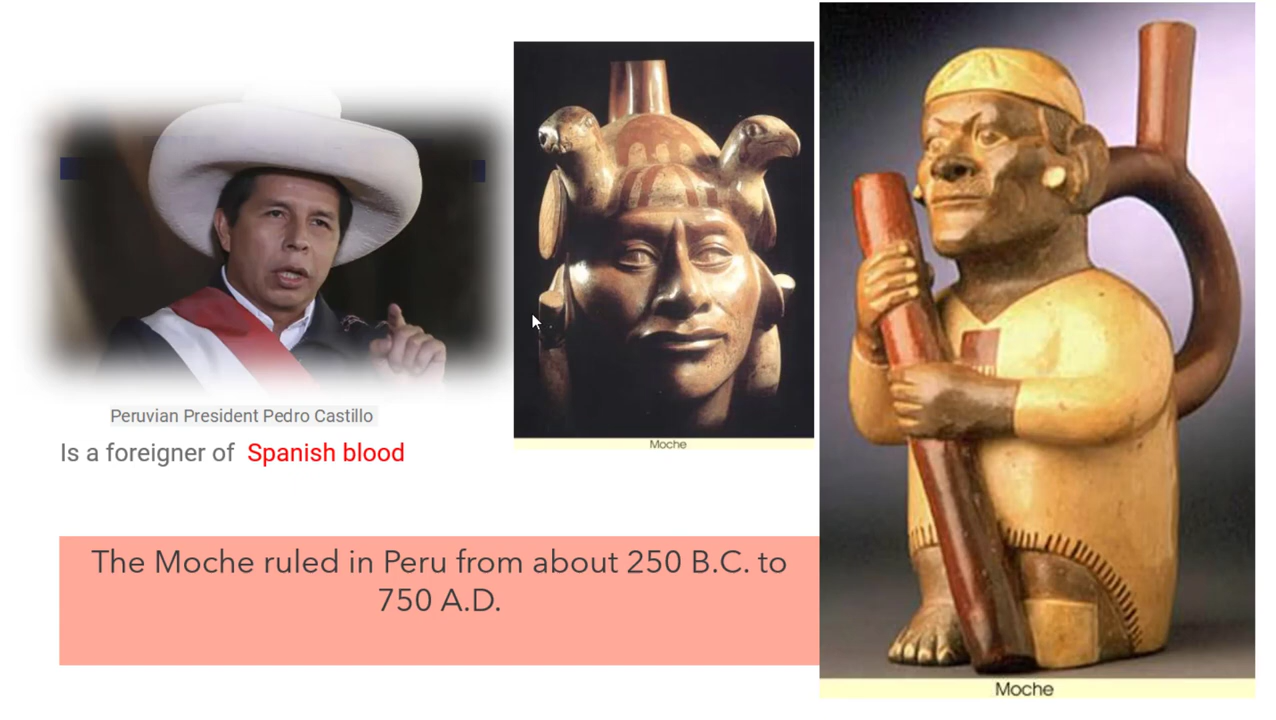 Peruvian President Pedro Castillo
Is a foreigner of Spanish blood
Moche
The Moche ruled in Peru from about 250 B.C. to
750 A.D.
Moche